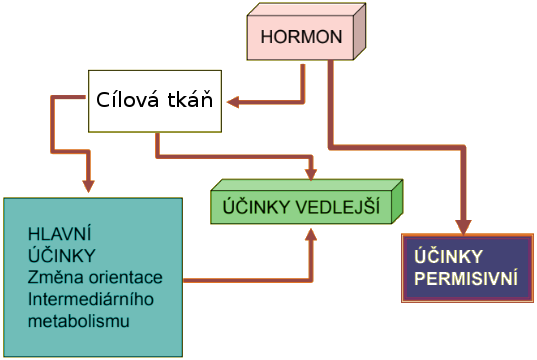 HORMON
Cílová tkáň
ÚČINKY VEDLEJŠÍ
HLAVNÍ
ÚČINKY
Změna orientace
Intermediárního
metabolismu
ÚČINKY
PERMISIVNÍ